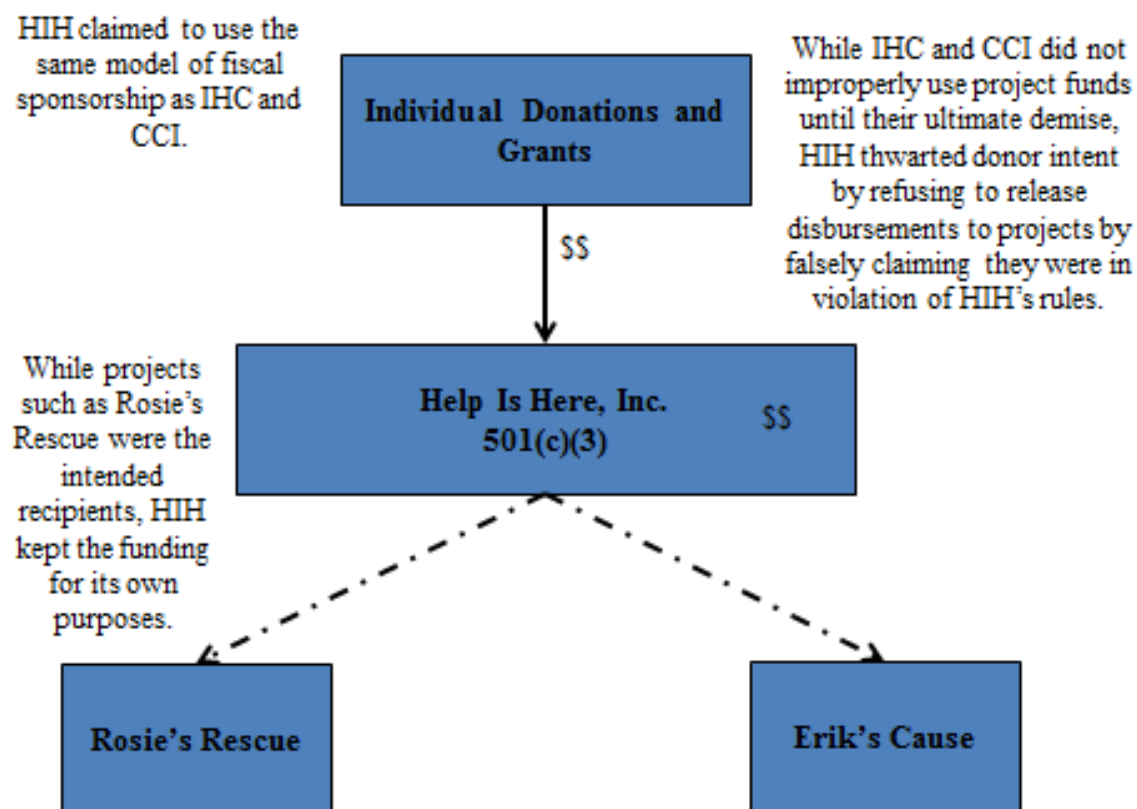 HIH claimed to use the
same model of fiscal
sponsorship as IHC and
CCI.
Individual Donations and
Grants
While IHC and CCI did not
improperly use project funds
until their ultimate demise,
HIH thwarted donor intent
by refusing to release
disbursements to projects by
falsely claiming they were in
violation of HIH's rules.
$$
While projects
such as Rosie's
Rescue were the
intended
recipients, HIH
kept the funding
for its own
purposes.
Help Is Here, Inc.
501(c)(3)
$$
Rosie's Rescue
Erik's Cause